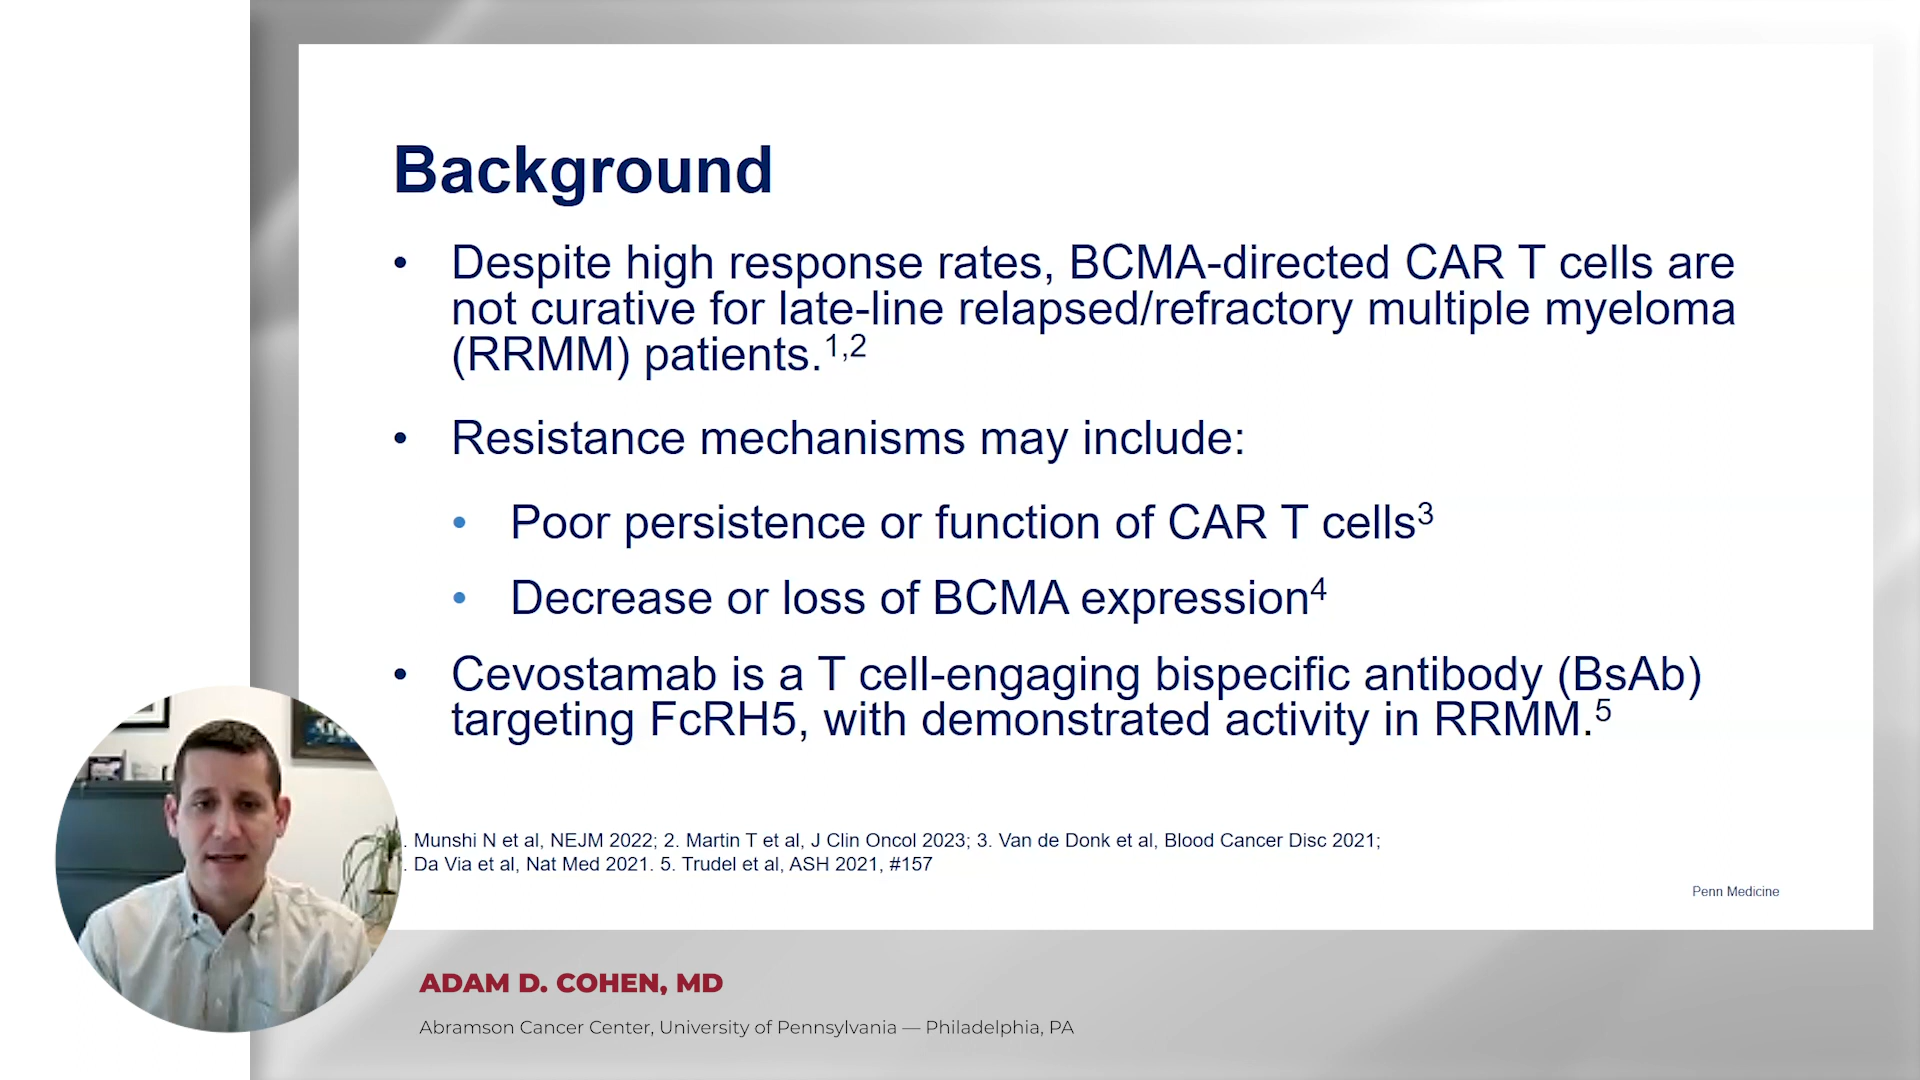 Background
• Despite high response rates, BCMA-directed CAR T cells are
not curative for late-line relapsed/refractory multiple myeloma
(RRMM) patients.1,2
• Resistance mechanisms may include:
• Poor persistence or function of CAR T cells3
• Decrease or loss of BCMA expression4
• Cevostamab is a T cell-engaging bispecific antibody (BsAb)
targeting FcRH5, with demonstrated activity in RRMM.5
. Munshi N et al, NEJM 2022; 2. Martin T et al, J Clin Oncol 2023; 3. Van de Donk et al, Blood Cancer Disc 2021;
. Da Via et al, Nat Med 2021. 5. Trudel et al, ASH 2021, #157
Penn Medicine
ADAM D. COHEN, MD
Abramson Cancer Center, University of Pennsylvania — Philadelphia, PA